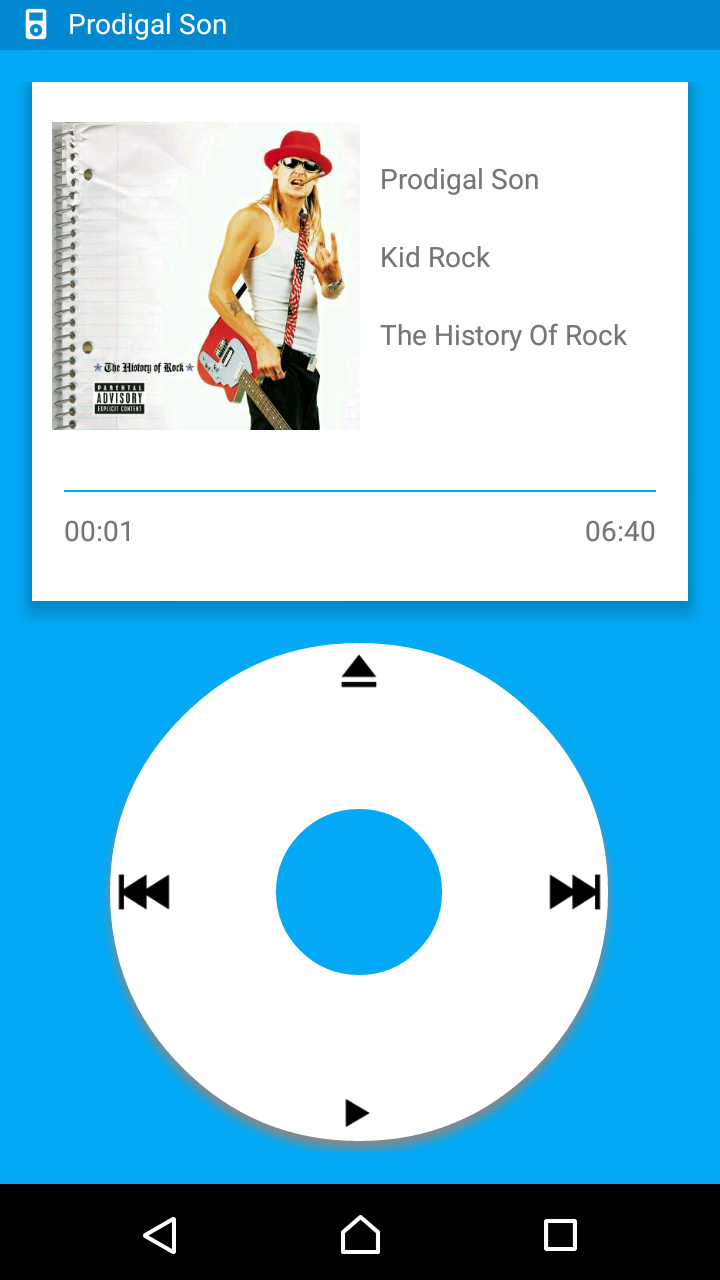 Prodigal Son
Prodigal Son
Kid Rock
The History Of Rock
The History of Rock
PARENTAL
ADVISORY
EXPLICIT CONTENT
00:01
06:40